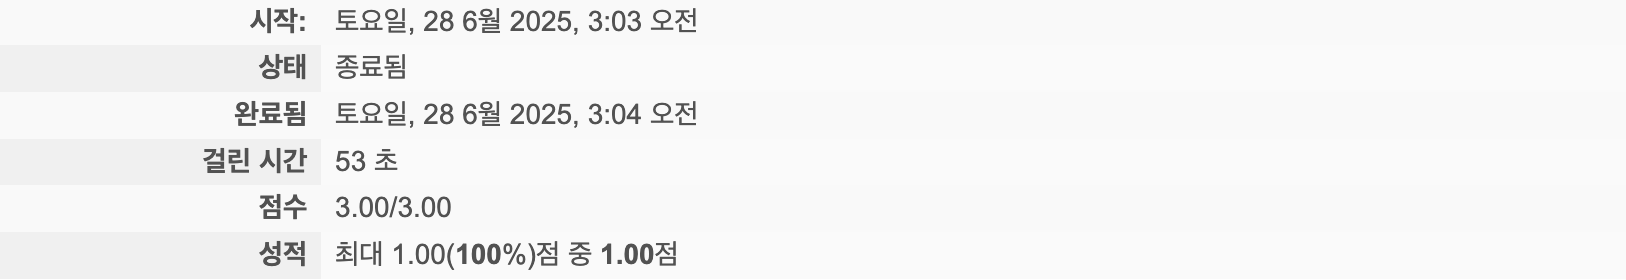 시작: 토요일, 28 6월 2025, 3:03 오전
상태 종료됨
완료됨 토요일, 28 6월 2025, 3:04 오전
걸린 시간 53 초
점수 3.00/3.00
성적 최대 1.00(100%)점 중 1.00점